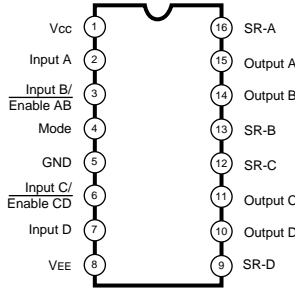 Vcc 1 16 SR-A
Input A 2 15 Output A
Input B/
Enable AB 3 14 Output B
Mode 4 13 SR-B
GND 5 12 SR-C
Input C/
Enable CD 6 11 Output C
Input D 7 10 Output D
VEE 8 9 SR-D